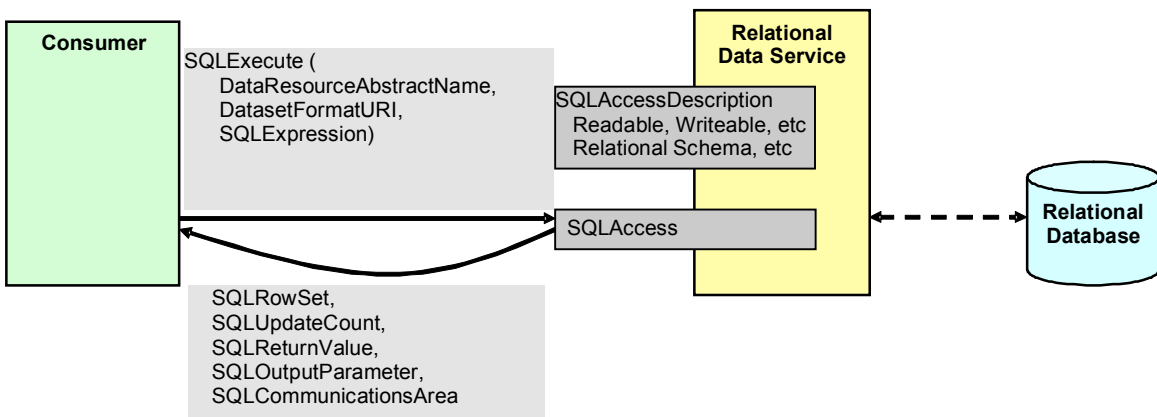 Consumer
SQLExecute (
DataResourceAbstractName,
DatasetFormatURI,
SQLExpression)
Relational
Data Service
SQLAccessDescription
Readable, Writeable, etc
Relational Schema, etc
SQLAccess
Relational
Database
SQLRowSet,
SQLUpdateCount,
SQLReturnValue,
SQLOutputParameter,
SQLCommunicationsArea